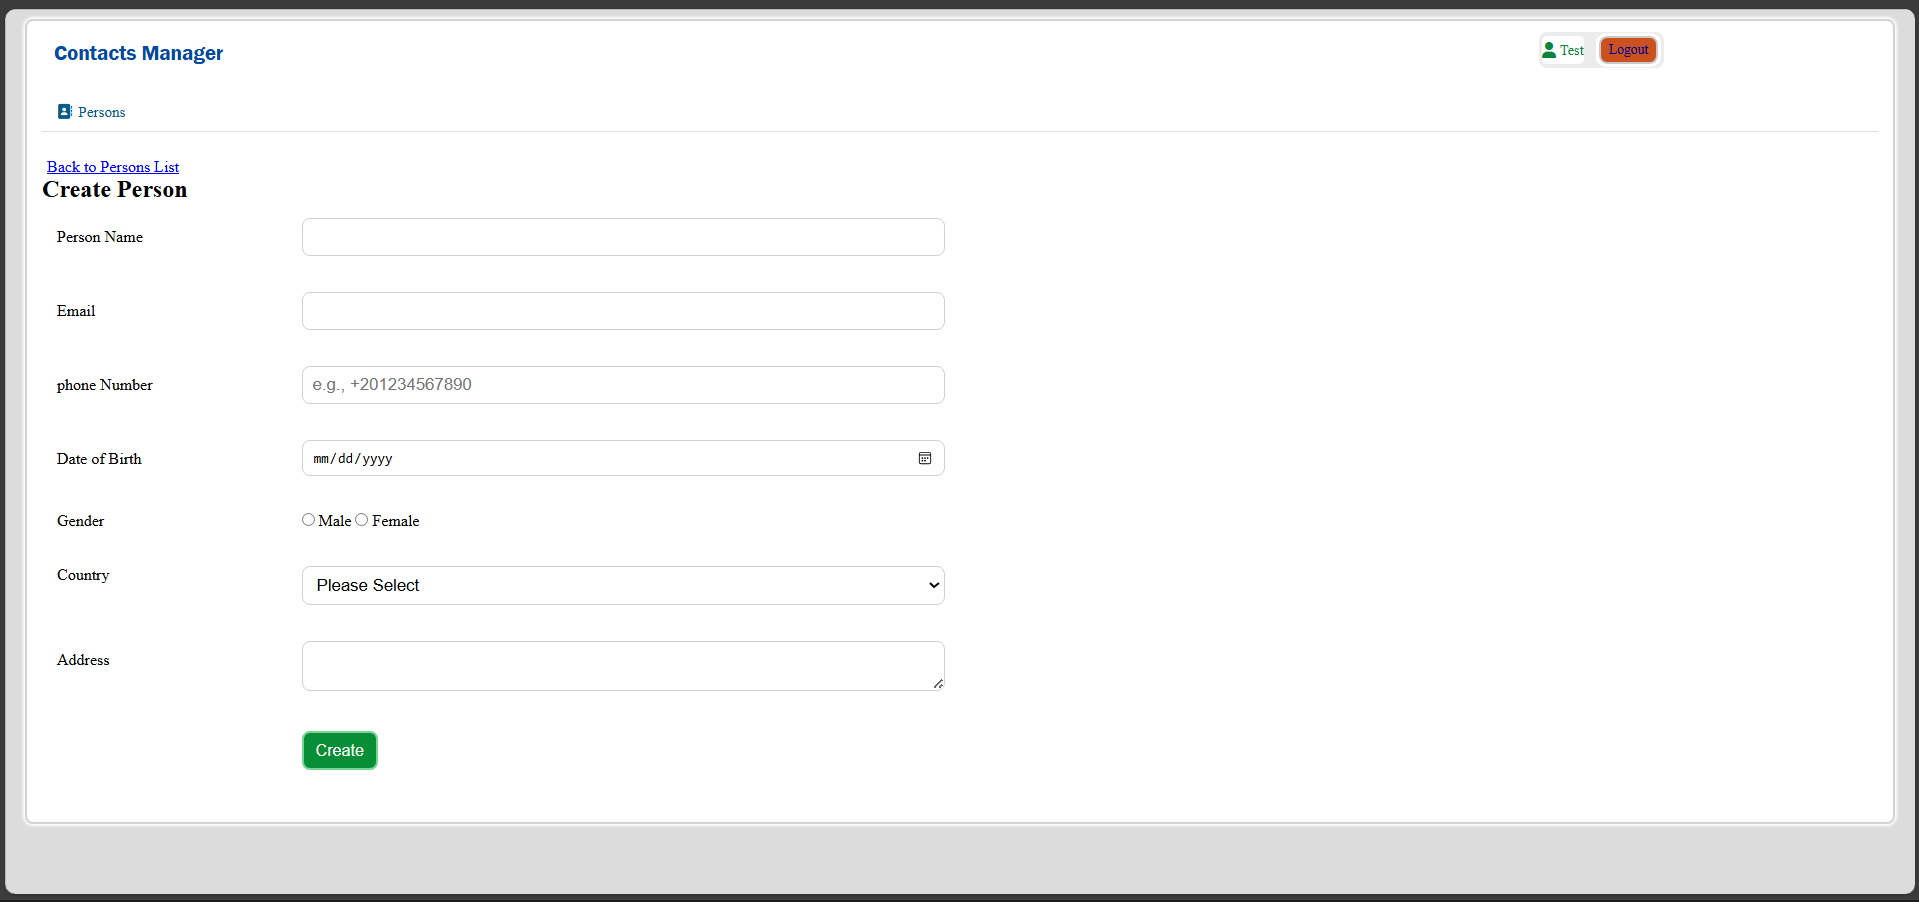 Contacts Manager
Test Logout
Persons
Back to Persons List
Create Person
Person Name
Email
phone Number e.g., +201234567890
Date of Birth mm/dd/yyyy
Gender Male Female
Country Please Select
Address
Create